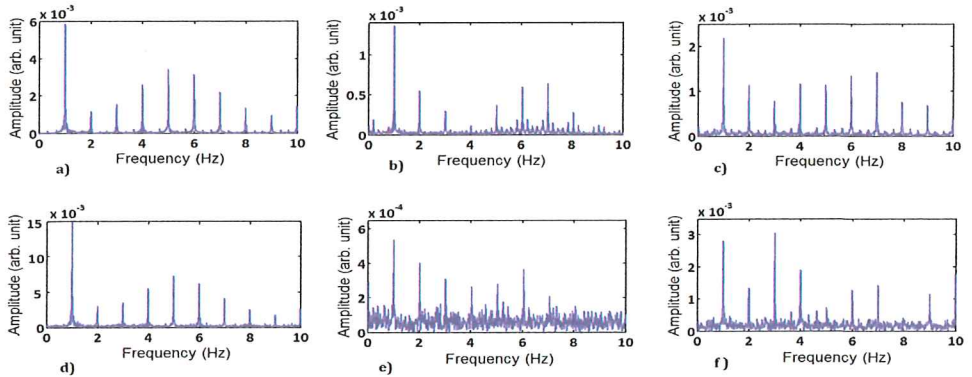 x 10⁻³
Amplitude (arb. unit)
6
4
2
0
0 2 4 6 8 10
Frequency (Hz)
a)
x 10⁻³
Amplitude (arb. unit)
1
0.5
0
0 2 4 6 8 10
Frequency (Hz)
b)
x 10⁻³
Amplitude (arb. unit)
2
1
0
0 2 4 6 8 10
Frequency (Hz)
c)
x 10⁻³
Amplitude (arb. unit)
15
10
5
0
0 2 4 6 8 10
Frequency (Hz)
d)
x 10⁻⁴
Amplitude (arb. unit)
6
4
2
0
0 2 4 6 8 10
Frequency (Hz)
e)
x 10⁻³
Amplitude (arb. unit)
3
2
1
0
0 2 4 6 8 10
Frequency (Hz)
f)